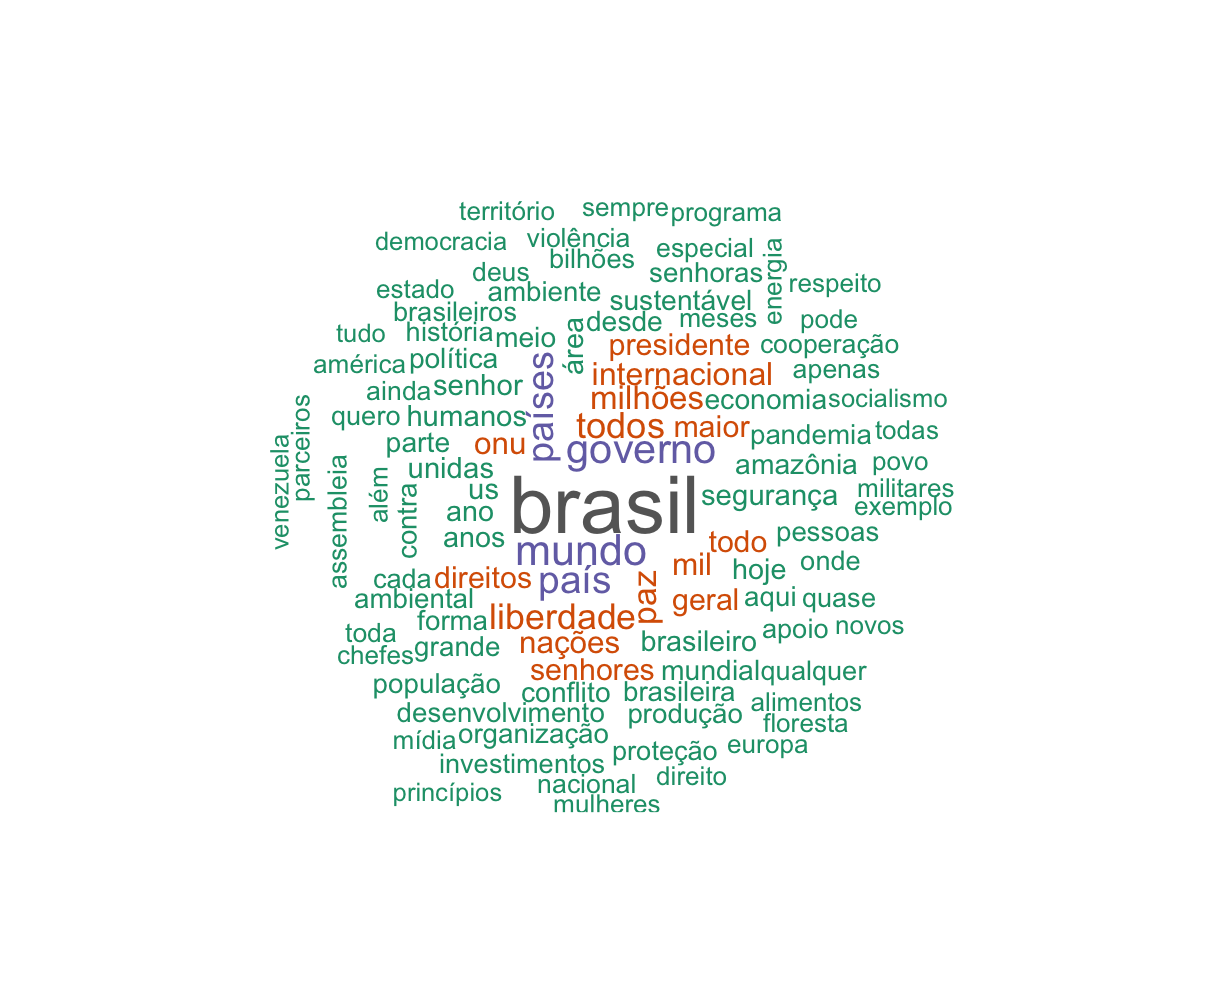 território
sempre
programa
democracia
violência
especial
bilhões
energia
deus
senhoras
respeito
estado
ambiente
sustentável
brasileiros
desde
meses
pode
tudo
história
meio
área
presidente
cooperação
américa
política
países
internacional
apenas
ainda
senhor
milhões
economia
socialismo
quero
humanos
todos
maior
pandemia
todas
parceiros
parte
onu
governo
amazônia
povo
venezuela
unidas
além
us
brasil
segurança
militares
exemplo
assembleia
contra
ano
anos
mundo
todo
pessoas
cada
direitos
país
paz
mil
hoje
onde
ambiental
liberdade
geral
aqui
quase
toda
forma
nações
brasileiro
apoio
novos
chefes
grande
senhores
mundial
qualquer
população
conflito
brasileira
alimentos
desenvolvimento
produção
floresta
mídia
organização
proteção
europa
investimentos
nacional
direito
princípios
mulheres